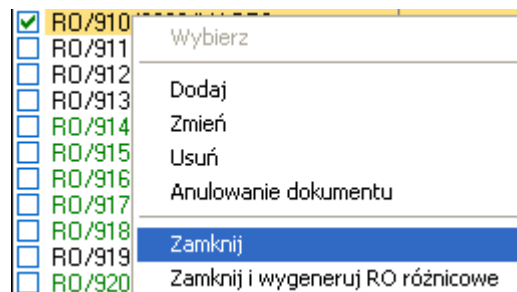 RO/910
RO/911
RO/912
RO/913
RO/914
RO/915
RO/916
RO/917
RO/918
RO/919
RO/920
Wybierz
Dodaj
Zmień
Usuń
Anulowanie dokumentu
Zamknij
Zamknij i wygeneruj RO różnicowe